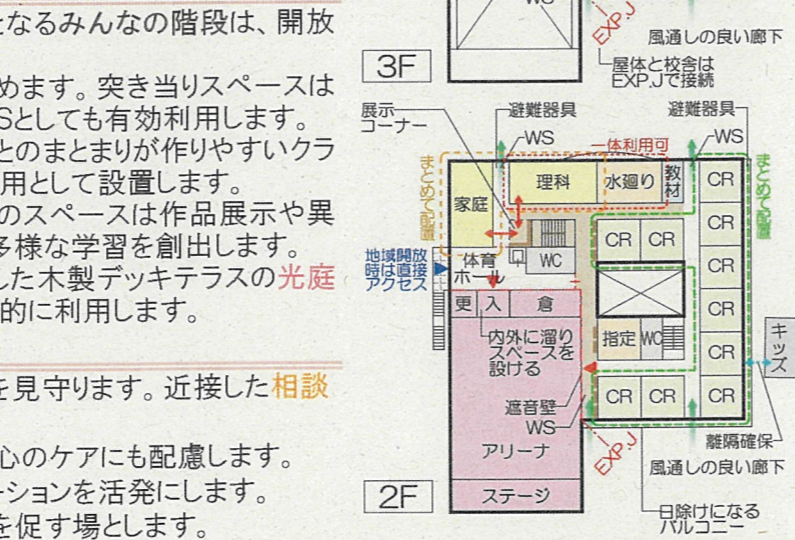 となるみんなの階段は、開放
めます。突き当りスペースは
Sとしても有効利用します。
とのまとまりが作りやすいクラ
用として設置します。
のスペースは作品展示や異
多様な学習を創出します。
した木製デッキテラスの光庭
的に利用します。
を見守ります。近接した相談
心のケアにも配慮します。
ーションを活発にします。
を促す場とします。
WS
EXP.J
風通しの良い廊下
3F
屋体と校舎は
EXP.Jで接続
展示
コーナー
避難器具
WS
一体利用可
避難器具
WS
まとめて配置
家庭
理科
水廻り
教材
CR
まとめて配置
CR
CR
CR
CR
CR
CR
CR
地域開放
時は直接
アクセス
体育
ホール
WC
更
入
倉
内外に溜り
スペースを
設ける
指定
WC
キッズ
遮音壁
WS
CR
CR
アリーナ
EXP.J
離隔確保
風通しの良い廊下
2F
ステージ
日除けになる
バルコニー